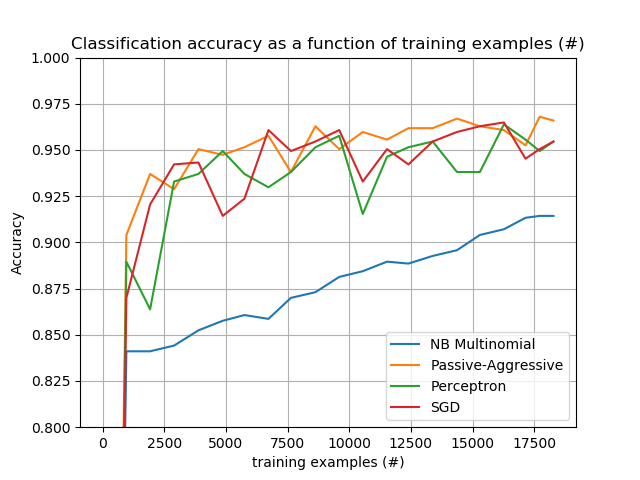 Classification accuracy as a function of training examples (#)
1.000
0.975
0.950
0.925
0.900
0.875
0.850
0.825
0.800
Accuracy
NB Multinomial
Passive-Aggressive
Perceptron
SGD
0 2500 5000 7500 10000 12500 15000 17500
training examples (#)